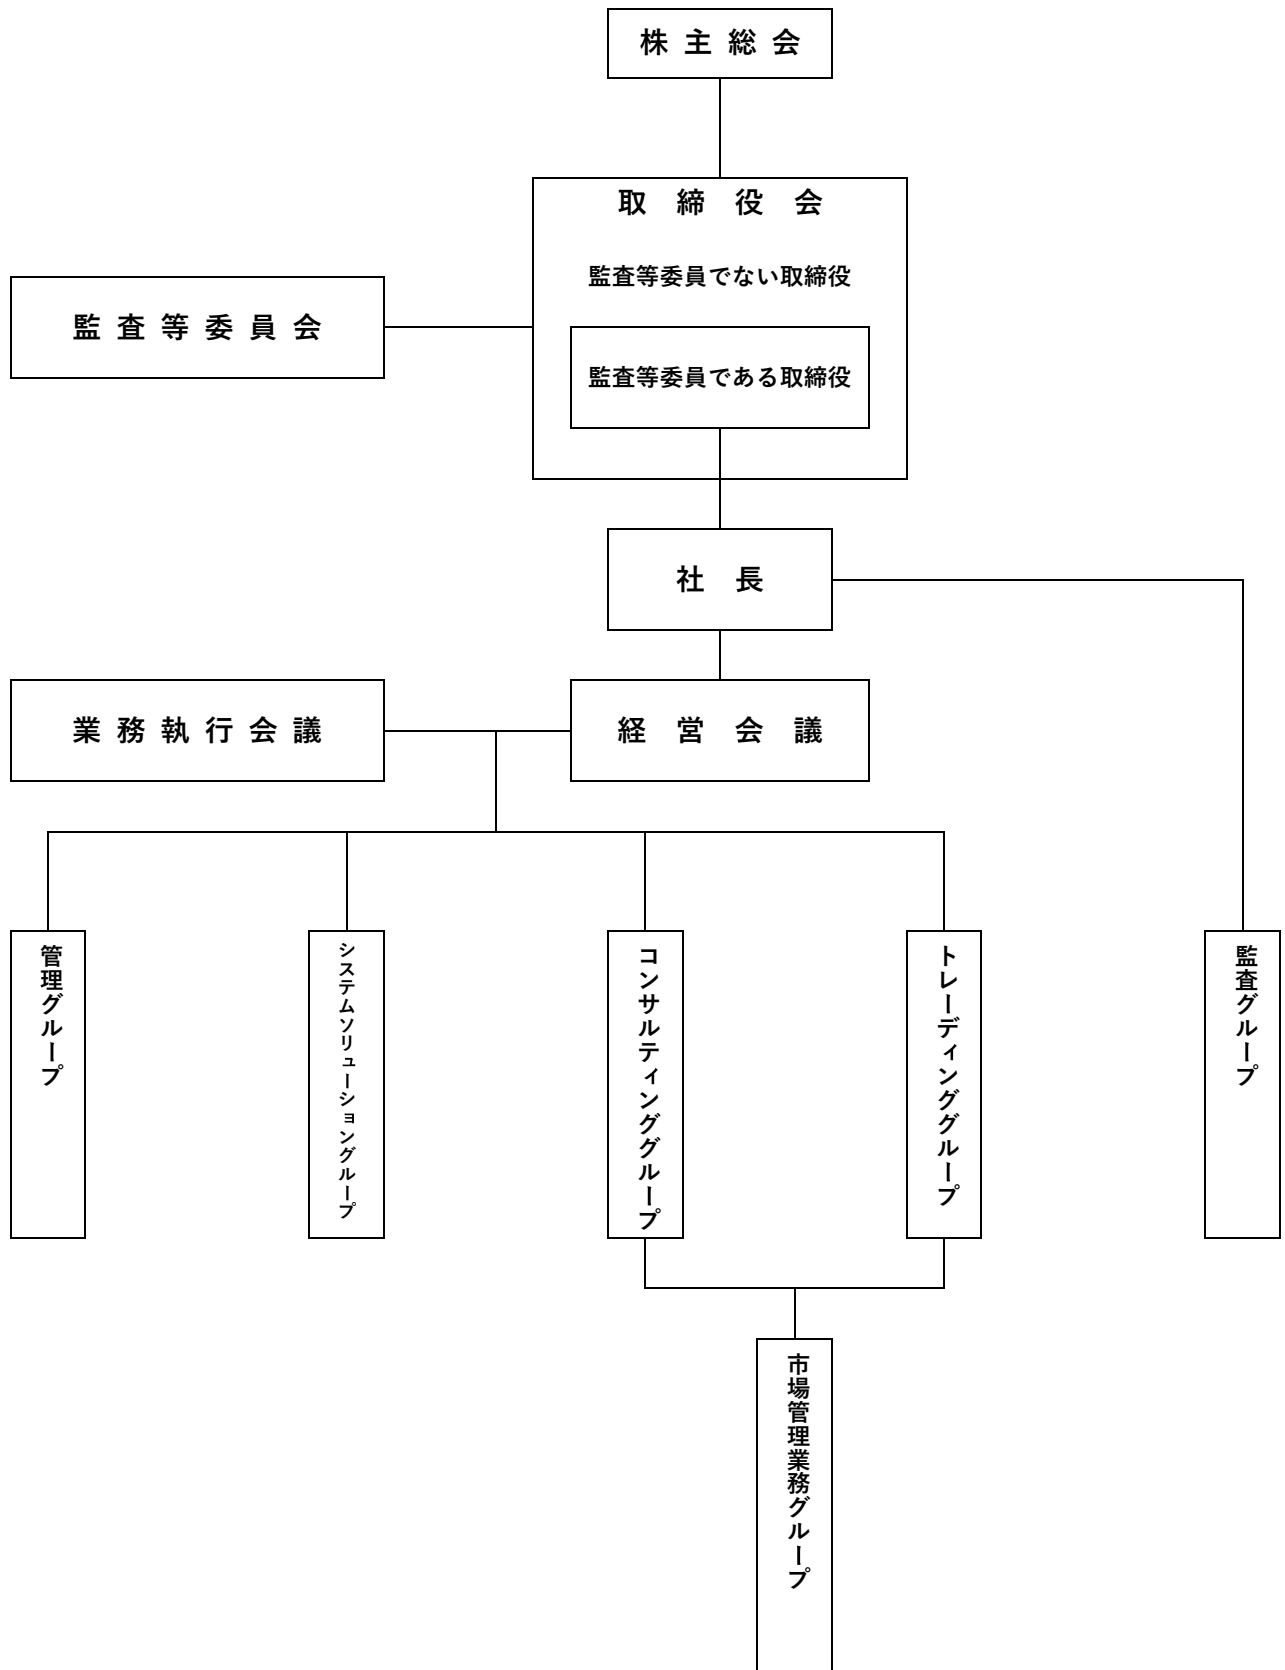 株主総会
取締役会
監査等委員でない取締役
監査等委員会
監査等委員である取締役
社長
業務執行会議
経営会議
管理グループ
システムソリューショングループ
コンサルティンググループ
トレーディンググループ
監査グループ
市場管理業務グループ